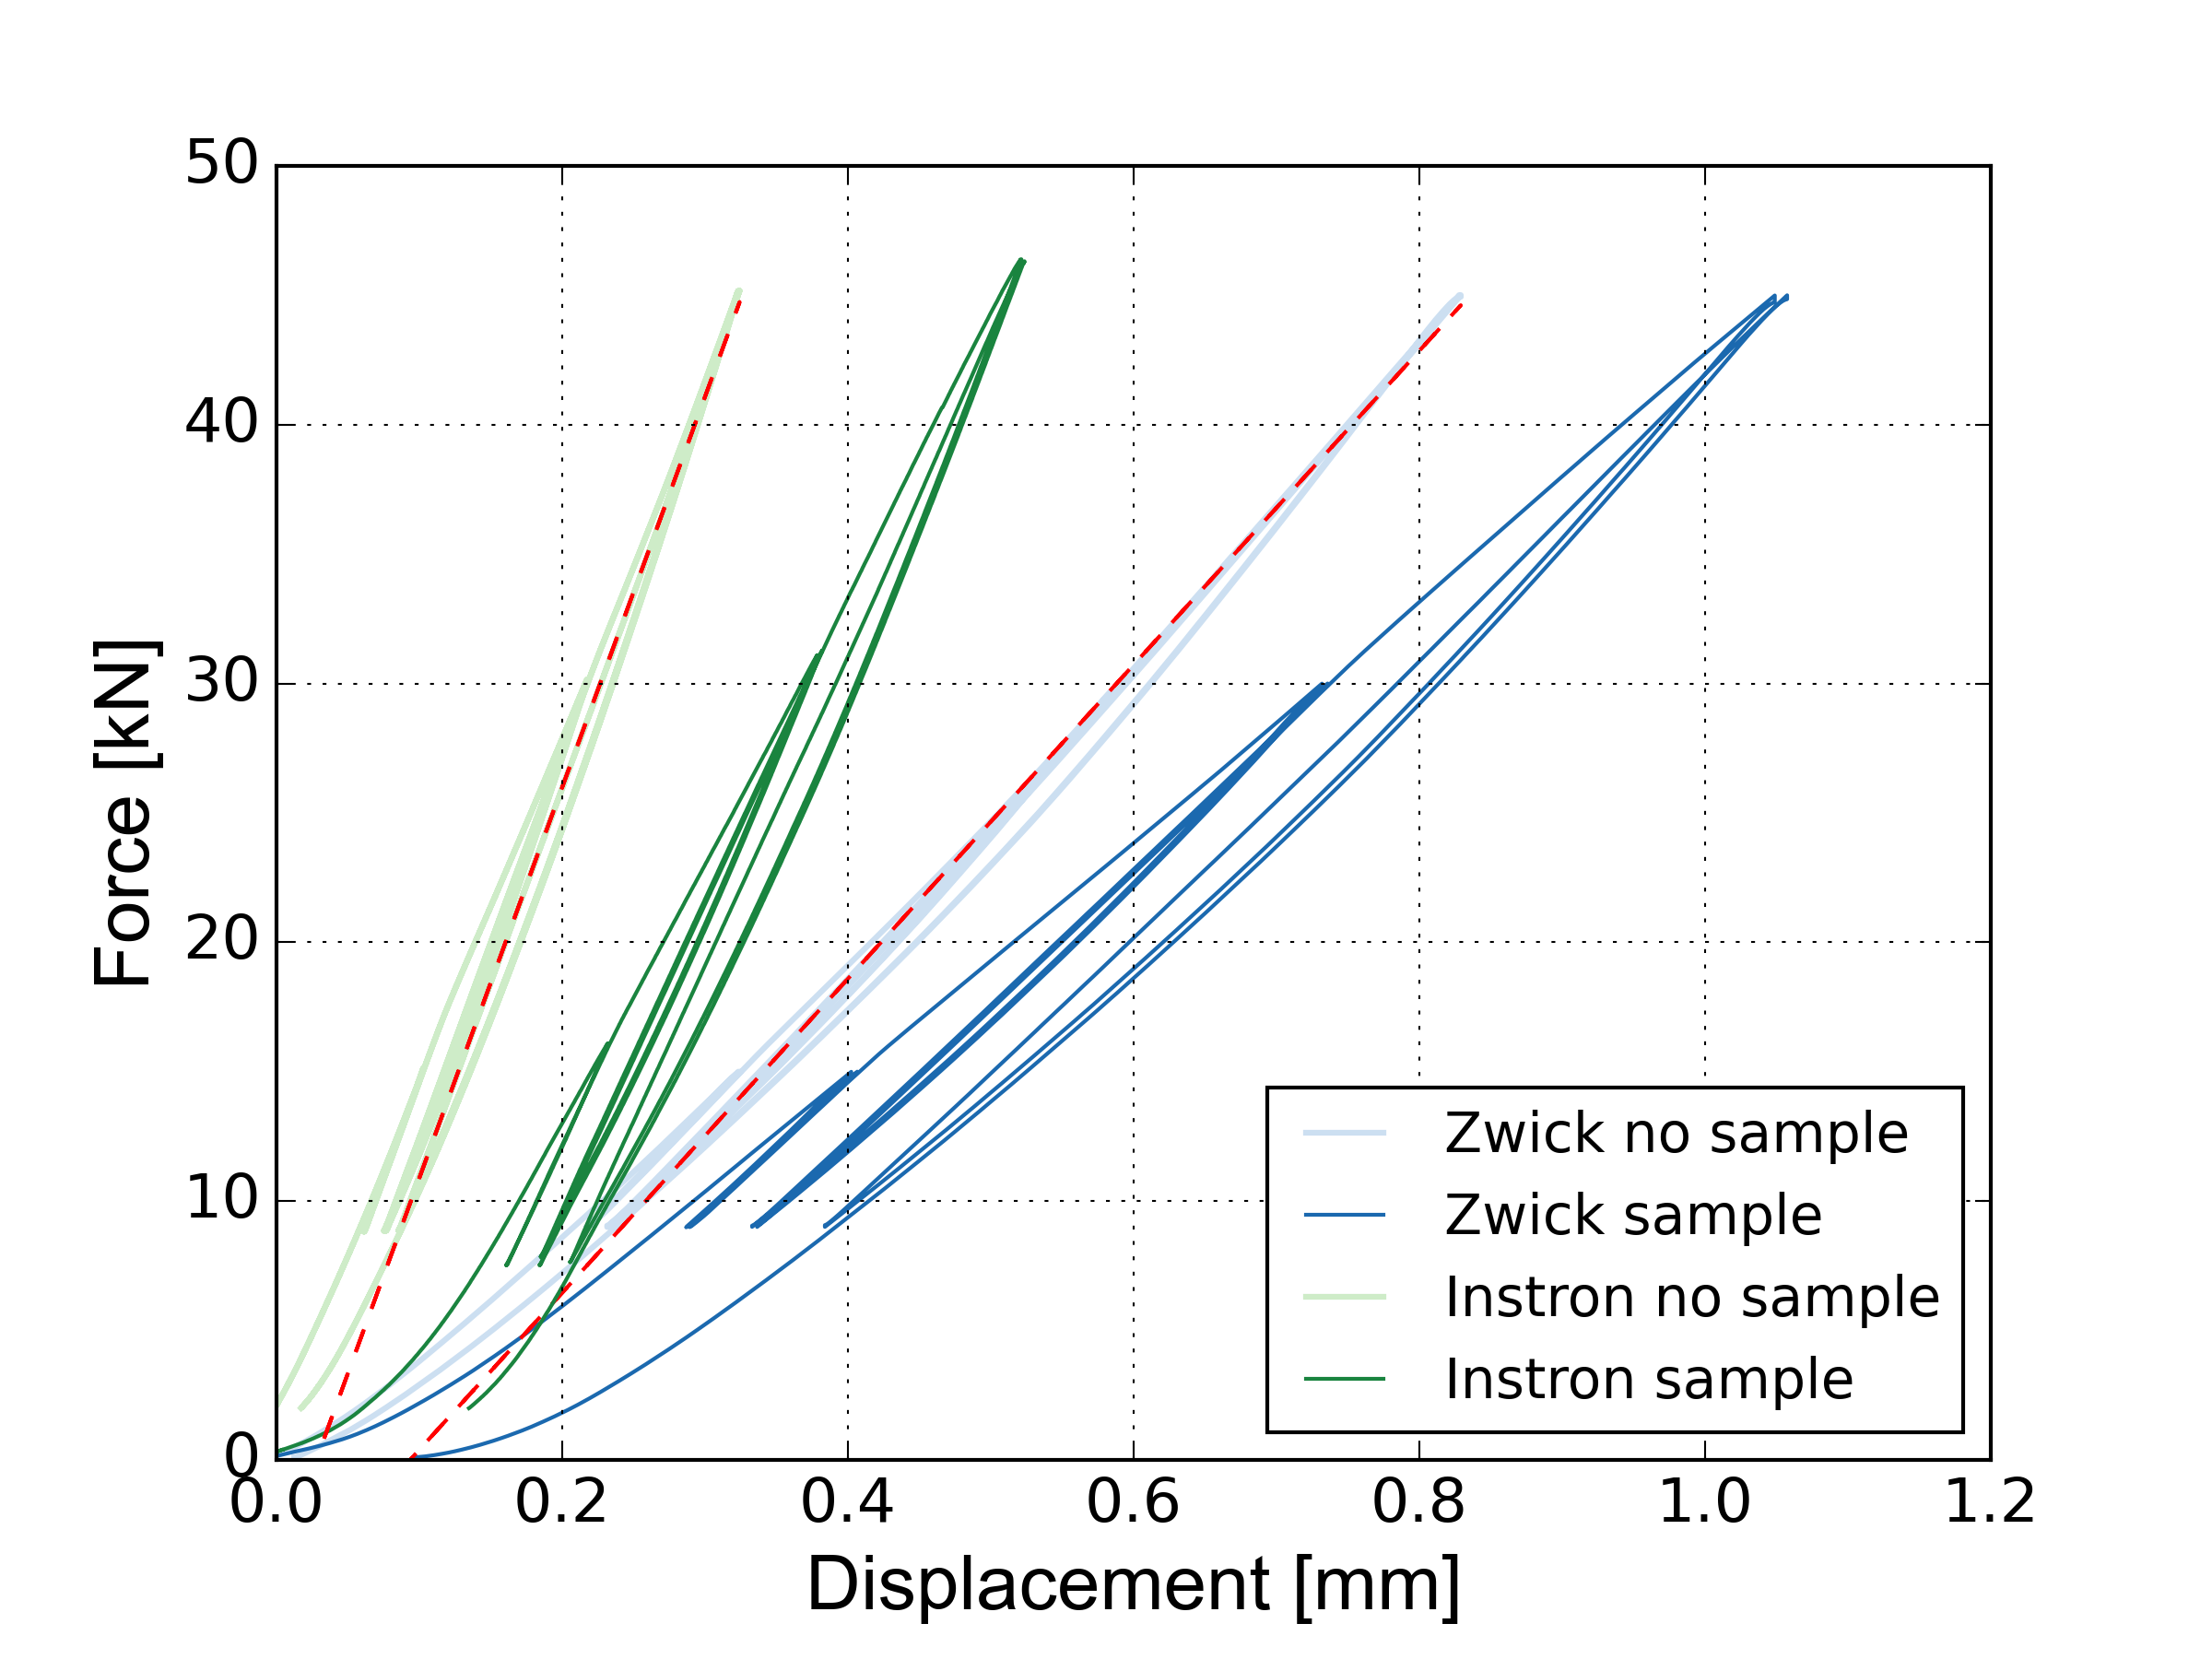 50
40
30
20
10
0
0.0 0.2 0.4 0.6 0.8 1.0 1.2
Force [kN]
Displacement [mm]
Zwick no sample
Zwick sample
Instron no sample
Instron sample